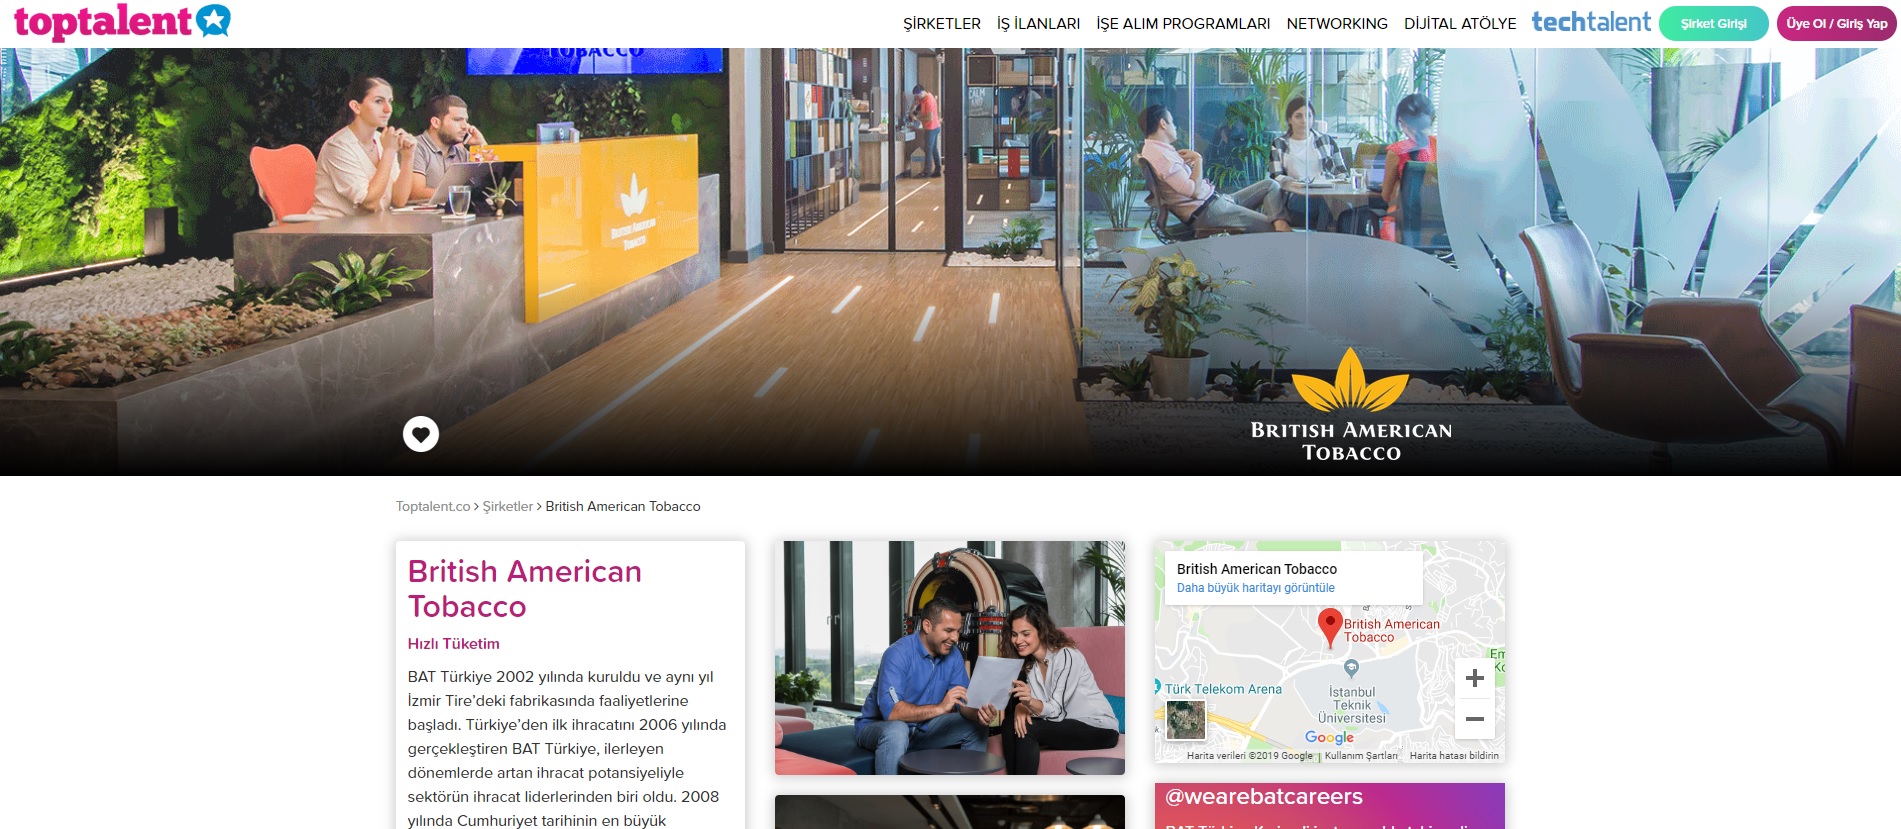 toptalent
ŞİRKETLER
İŞ İLANLARI
İŞE ALIM PROGRAMLARI
NETWORKING
DİJİTAL ATÖLYE
techtalent
Şirket Girişi
Üye Ol / Giriş Yap
TOBACCO
BRITISH AMERICAN
TOBACCO
BRITISH AMERICAN
TOBACCO
Toptalent.co > Şirketler > British American Tobacco
British American
Tobacco
Hızlı Tüketim
BAT Türkiye 2002 yılında kuruldu ve aynı yıl
İzmir Tire’deki fabrikasında faaliyetlerine
başladı. Türkiye’den ilk ihracatını 2006 yılında
gerçekleştiren BAT Türkiye, ilerleyen
dönemlerde artan ihracat potansiyeliyle
sektörün ihracat liderlerinden biri oldu. 2008
yılında Cumhuriyet tarihinin en büyük
British American Tobacco
Daha büyük haritayı görüntüle
British American
Tobacco
Türk Telekom Arena
İstanbul
Teknik
Üniversitesi
Google
Harita verileri ©2019 Google
Kullanım Şartları
Harita hatası bildirin
@wearebatcareers